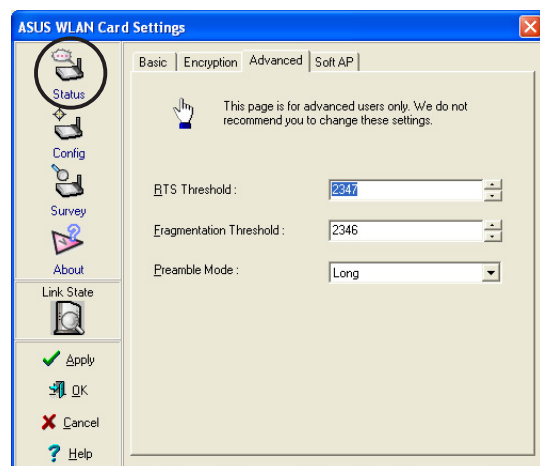 ASUS WLAN Card Settings
Status
Config
Survey
About
Link State
Apply
OK
Cancel
Help
Basic
Encryption
Advanced
Soft AP
This page is for advanced users only. We do not
recommend you to change these settings.
RTS Threshold :
2347
Fragmentation Threshold :
2346
Preamble Mode :
Long